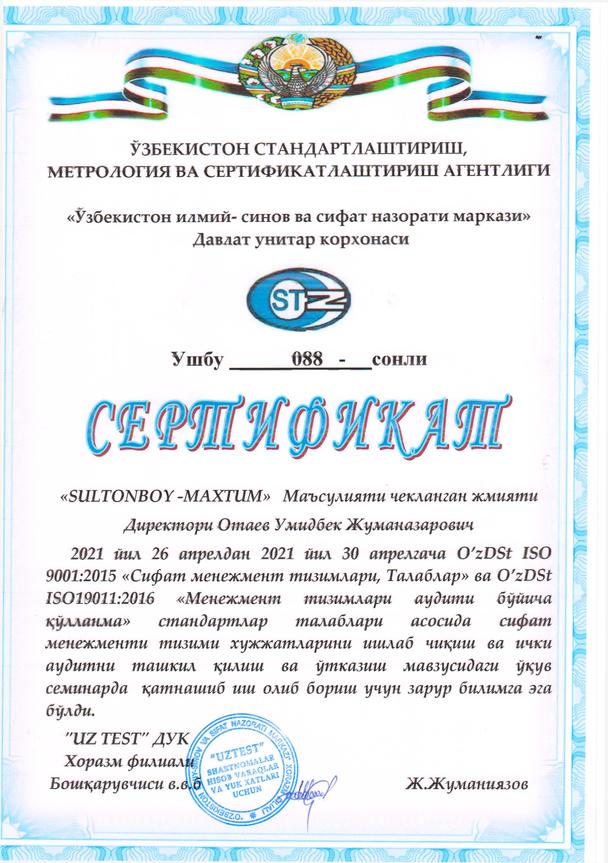 ЎЗБЕКИСТОН СТАНДАРТЛАШТИРИШ,
МЕТРОЛОГИЯ ВА СЕРТИФИКАТЛАШТИРИШ АГЕНТЛИГИ
«Ўзбекистон илмий- синов ва сифат назорати маркази»
Давлат унитар корхонаси
STZ
Ушбу ______088__-___сонли
СЕРТИФИКАТ
«SULTONBOY -MAXTUM» Маъсулияти чекланган жмияти
Директори Отаев Умидбек Жуманазарович
2021 йил 26 апрелдан 2021 йил 30 апрелгача O’zDSt ISO
9001:2015 «Сифат менежмент тизимлари, Талаблар» ва O’zDSt
ISO19011:2016 «Менежмент тизимлари аудити бўйича
қўлланма» стандартлар талаблари асосида сифат
менежменти тизими хужжатларини ишлаб чиқиш ва ички
аудитни ташкил қилиш ва ўтказиш мавзусидаги ўқув
семинарда қатнашиб иш олиб бориш учун зарур билимга эга
бўлди.
"UZ TEST" ДУК
Хоразм филиали
Бошқарувчиси в.в.б
Ж.Жуманиязов
"UZTEST"
SHARTNOMALAR
HISOB VARAQLAR
VA YUK XATLARI
UCHUN